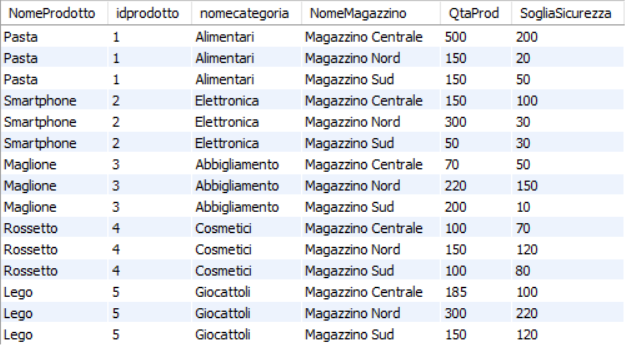 NomeProdotto idprodotto nomecategoria NomeMagazzino QtaProd SogliaSicurezza
Pasta 1 Alimentari Magazzino Centrale 500 200
Pasta 1 Alimentari Magazzino Nord 150 20
Pasta 1 Alimentari Magazzino Sud 150 50
Smartphone 2 Elettronica Magazzino Centrale 150 100
Smartphone 2 Elettronica Magazzino Nord 300 30
Smartphone 2 Elettronica Magazzino Sud 50 30
Maglione 3 Abbigliamento Magazzino Centrale 70 50
Maglione 3 Abbigliamento Magazzino Nord 220 150
Maglione 3 Abbigliamento Magazzino Sud 200 10
Rossetto 4 Cosmetici Magazzino Centrale 100 70
Rossetto 4 Cosmetici Magazzino Nord 150 120
Rossetto 4 Cosmetici Magazzino Sud 100 80
Lego 5 Giocattoli Magazzino Centrale 185 100
Lego 5 Giocattoli Magazzino Nord 300 220
Lego 5 Giocattoli Magazzino Sud 150 120